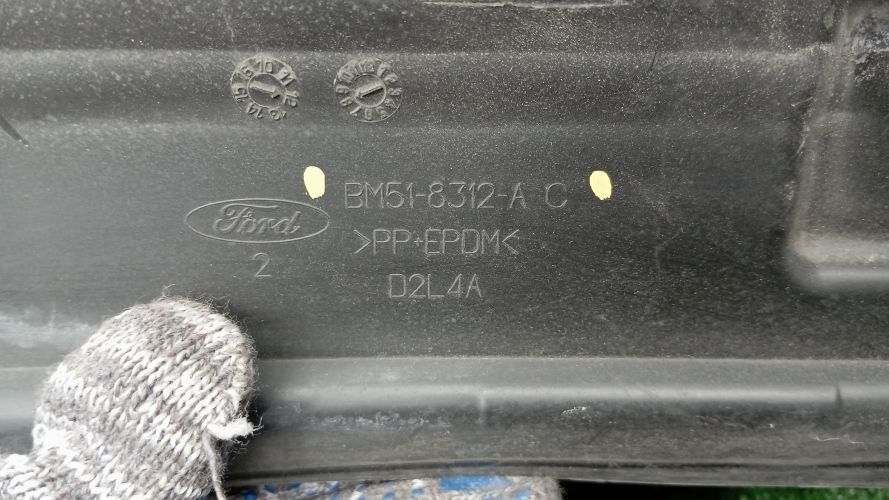 BM51-8312-A C
Ford
>PP+EPDM<
2
D2L4A